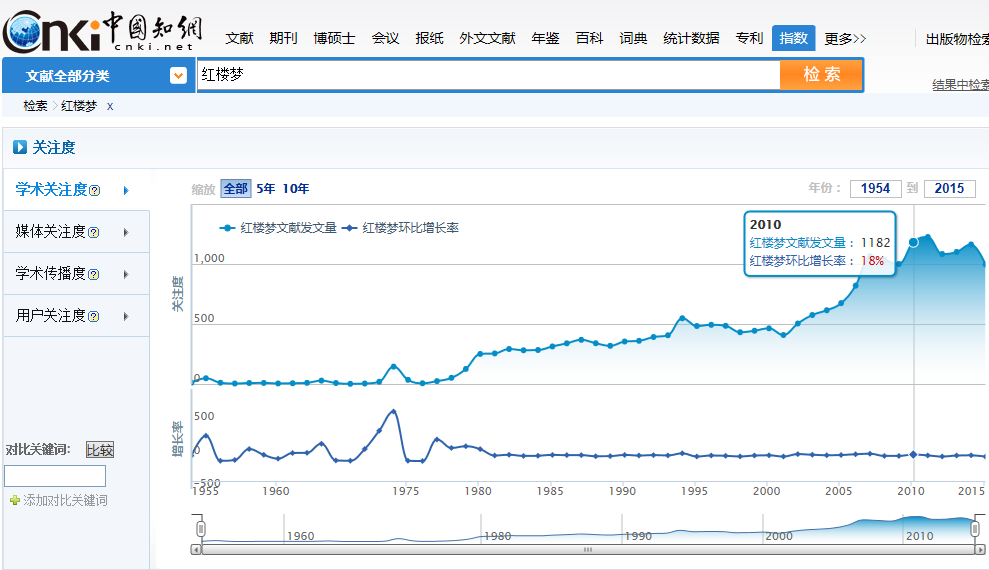 Cnki 中國知網
cnki.net
文献 期刊 博硕士 会议 报纸 外文文献 年鉴 百科 词典 统计数据 专利 指数 更多>> 出版物检索
文献全部分类 红楼梦 检 索
结果中检索
检索 > 红楼梦 x
关注度
学术关注度?
媒体关注度?
学术传播度?
用户关注度?
对比关键词: 比较
添加对比关键词
缩放 全部 5年 10年 年份: 1954 到 2015
红楼梦文献发文量 红楼梦环比增长率
2010
红楼梦文献发文量: 1182
红楼梦环比增长率: 18%
关注度
1,000
500
0
增长率
500
0
-500
1955 1960 1975 1980 1985 1990 1995 2000 2005 2010 2015
1960 1980 1990 2000 2010